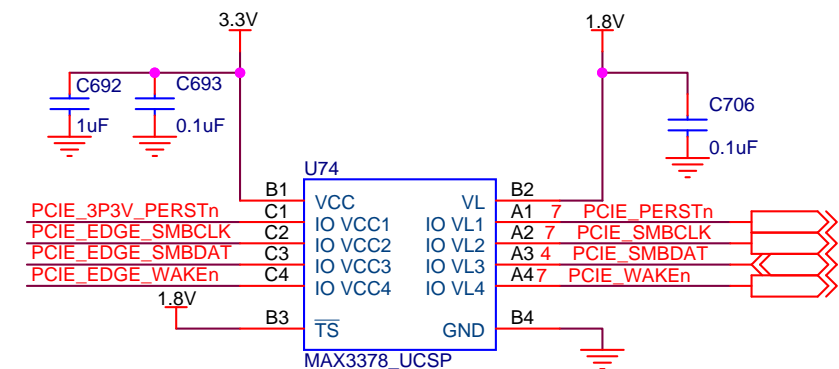 3.3V
1.8V
C692
C693
1uF
0.1uF
C706
0.1uF
U74
B1 VCC VL B2
PCIE_3P3V_PERSTn C1 IO VCC1 IO VL1 A1 7 PCIE_PERSTn
PCIE_EDGE_SMBCLK C2 IO VCC2 IO VL2 A2 7 PCIE_SMBCLK
PCIE_EDGE_SMBDAT C3 IO VCC3 IO VL3 A3 4 PCIE_SMBDAT
PCIE_EDGE_WAKEn C4 IO VCC4 IO VL4 A4 7 PCIE_WAKEn
1.8V
B3 TS GND B4
MAX3378_UCSP